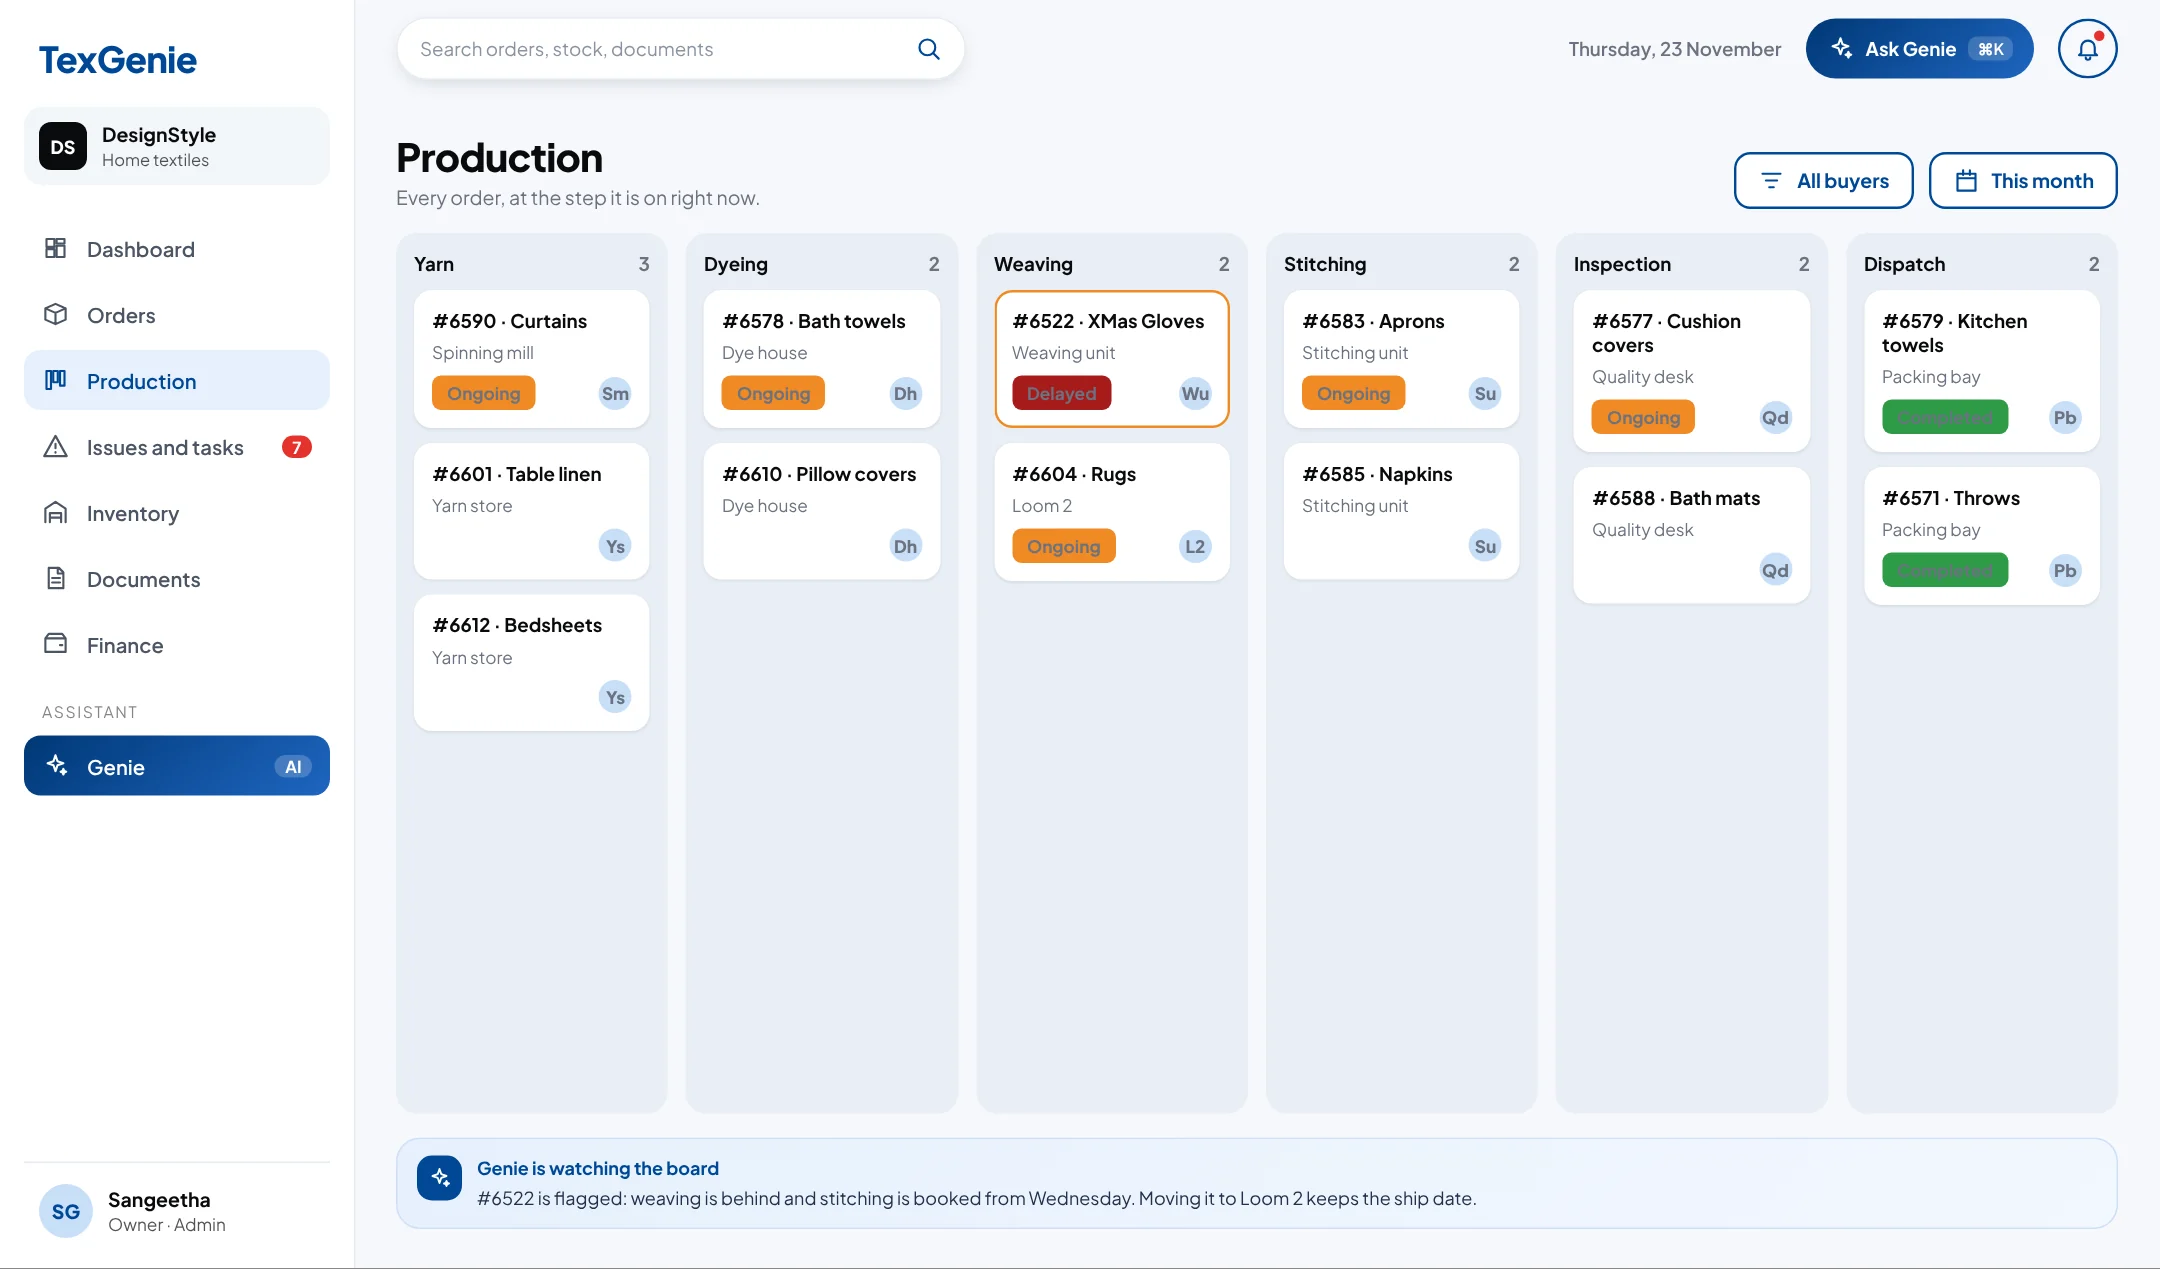 TexGenie
DS
DesignStyle
Home textiles
Dashboard
Orders
Production
Issues and tasks
7
Inventory
Documents
Finance
ASSISTANT
Genie
AI
SG
Sangeetha
Owner · Admin
Search orders, stock, documents
Thursday, 23 November
Ask Genie
⌘K
Production
Every order, at the step it is on right now.
All buyers
This month
Yarn
3
#6590 · Curtains
Spinning mill
Ongoing
Sm
#6601 · Table linen
Yarn store
Ys
#6612 · Bedsheets
Yarn store
Ys
Dyeing
2
#6578 · Bath towels
Dye house
Ongoing
Dh
#6610 · Pillow covers
Dye house
Dh
Weaving
2
#6522 · XMas Gloves
Weaving unit
Delayed
Wu
#6604 · Rugs
Loom 2
Ongoing
L2
Stitching
2
#6583 · Aprons
Stitching unit
Ongoing
Su
#6585 · Napkins
Stitching unit
Su
Inspection
2
#6577 · Cushion
covers
Quality desk
Ongoing
Qd
#6588 · Bath mats
Quality desk
Qd
Dispatch
2
#6579 · Kitchen
towels
Packing bay
Completed
Pb
#6571 · Throws
Packing bay
Completed
Pb
Genie is watching the board
#6522 is flagged: weaving is behind and stitching is booked from Wednesday. Moving it to Loom 2 keeps the ship date.